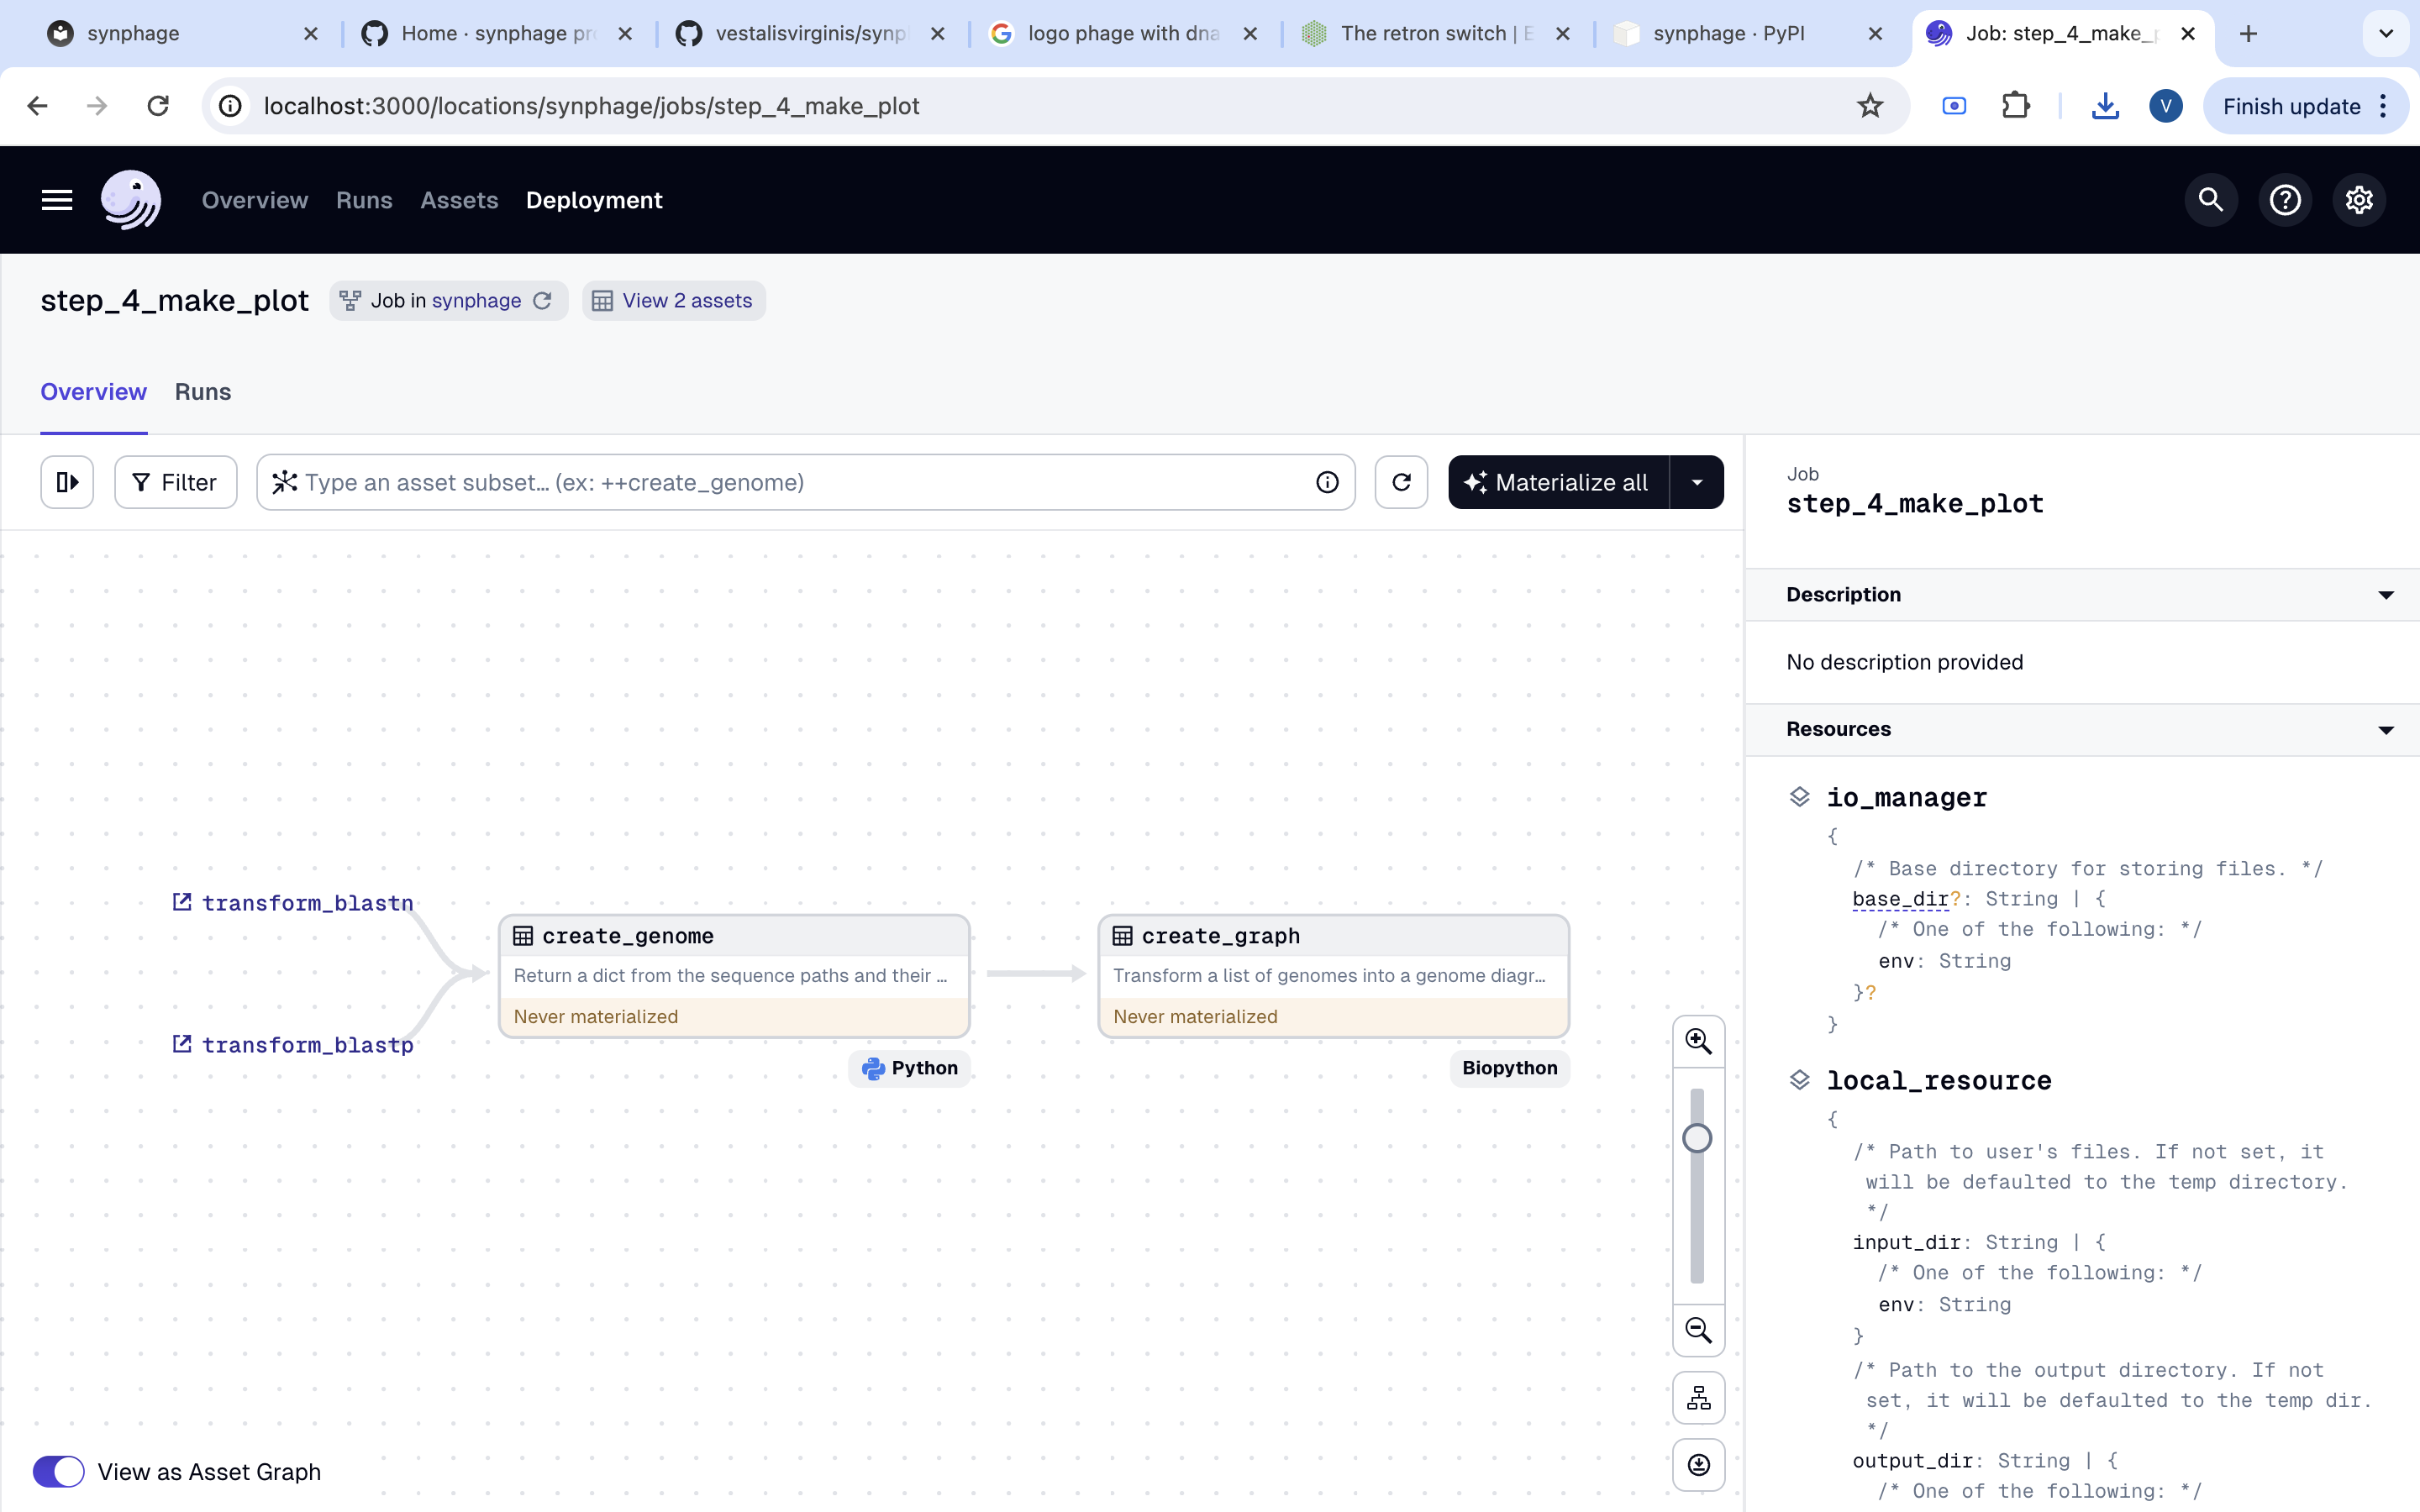 synphage
Home · synphage pr
vestalisvirginis/synp
logo phage with dna
The retron switch | E
synphage · PyPI
Job: step_4_make_p
localhost:3000/locations/synphage/jobs/step_4_make_plot
V
Finish update
Overview
Runs
Assets
Deployment
step_4_make_plot
Job in synphage
View 2 assets
Overview
Runs
Filter
Type an asset subset… (ex: ++create_genome)
Materialize all
transform_blastn
transform_blastp
create_genome
Return a dict from the sequence paths and their …
Never materialized
Python
create_graph
Transform a list of genomes into a genome diagr…
Never materialized
Biopython
View as Asset Graph
Job
step_4_make_plot
Description
No description provided
Resources
io_manager
{
/* Base directory for storing files. */
base_dir?: String | {
/* One of the following: */
env: String
}?
}
local_resource
{
/* Path to user's files. If not set, it
will be defaulted to the temp directory.
*/
input_dir: String | {
/* One of the following: */
env: String
}
/* Path to the output directory. If not
set, it will be defaulted to the temp dir.
*/
output_dir: String | {
/* One of the following: */